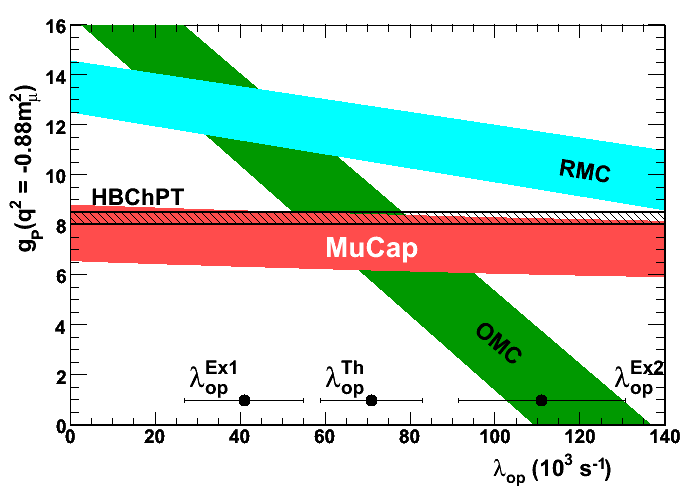 16
14
12
10
8
6
4
2
0
g_P(q² = -0.88m²_μ)
RMC
HBChPT
MuCap
OMC
λ_op^Ex1
λ_op^Th
λ_op^Ex2
0 20 40 60 80 100 120 140
λ_op (10³ s⁻¹)